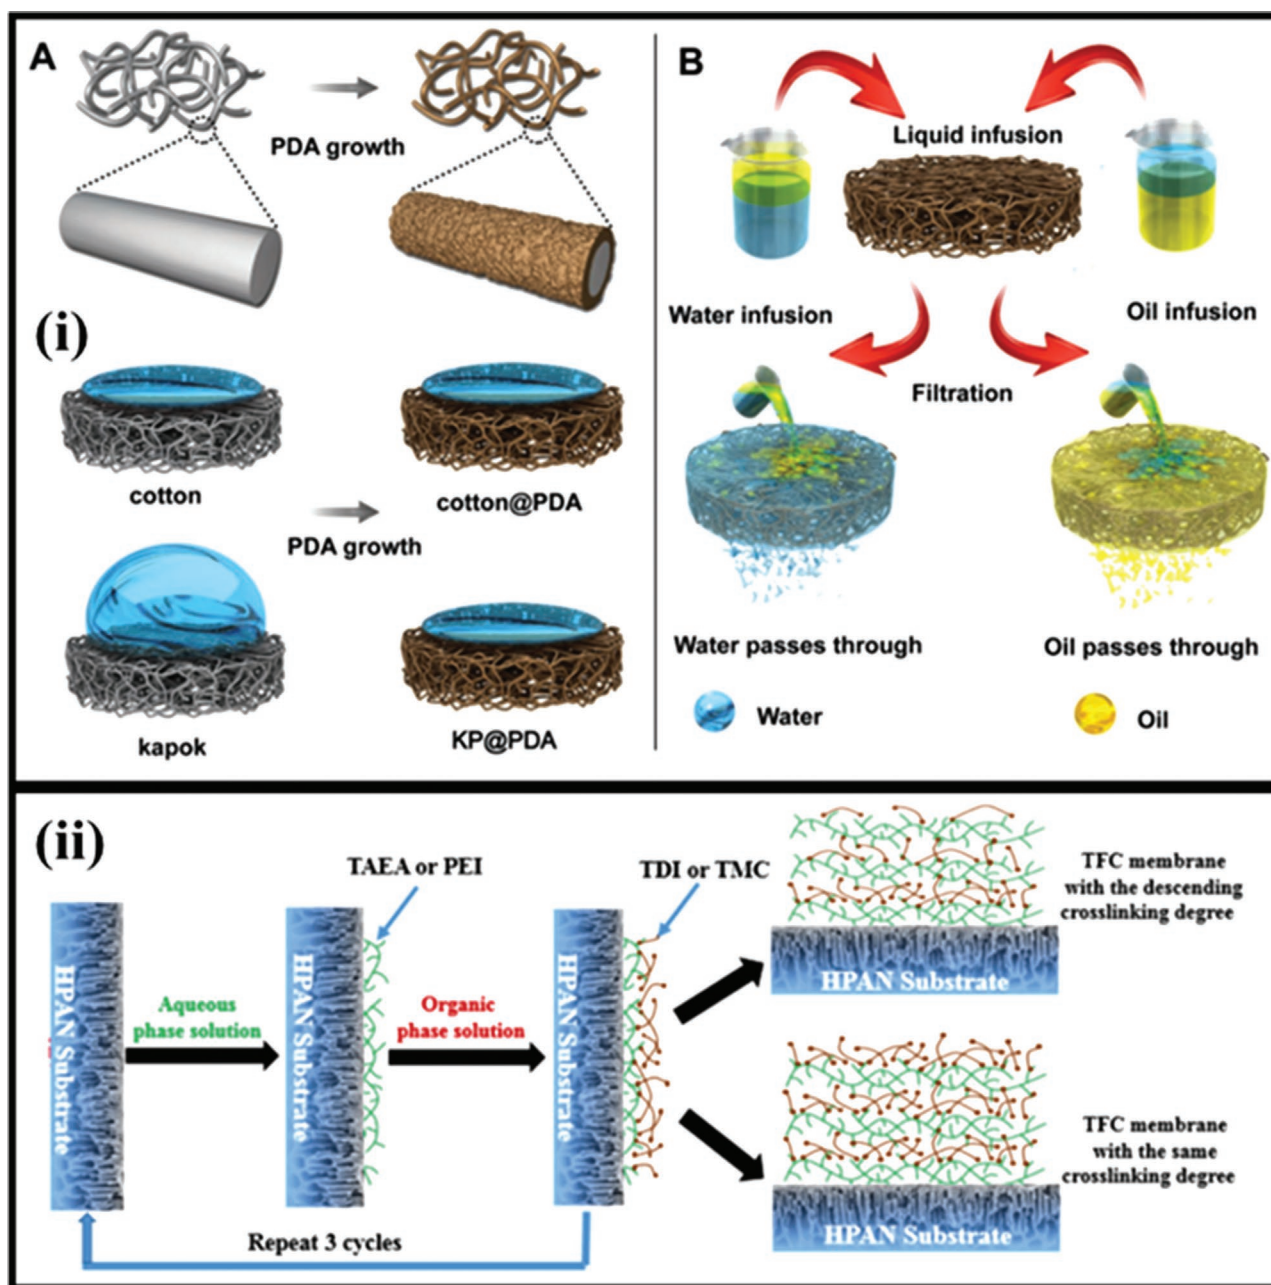 A
PDA growth
(i)
cotton
cotton@PDA
PDA growth
kapok
KP@PDA
B
Liquid infusion
Water infusion
Oil infusion
Filtration
Water passes through
Oil passes through
Water
Oil
(ii)
HPAN Substrate
Aqueous
phase solution
TAEA or PEI
HPAN Substrate
Organic
phase solution
TDI or TMC
HPAN Substrate
Repeat 3 cycles
TFC membrane
with the descending
crosslinking degree
HPAN Substrate
TFC membrane
with the same
crosslinking degree
HPAN Substrate